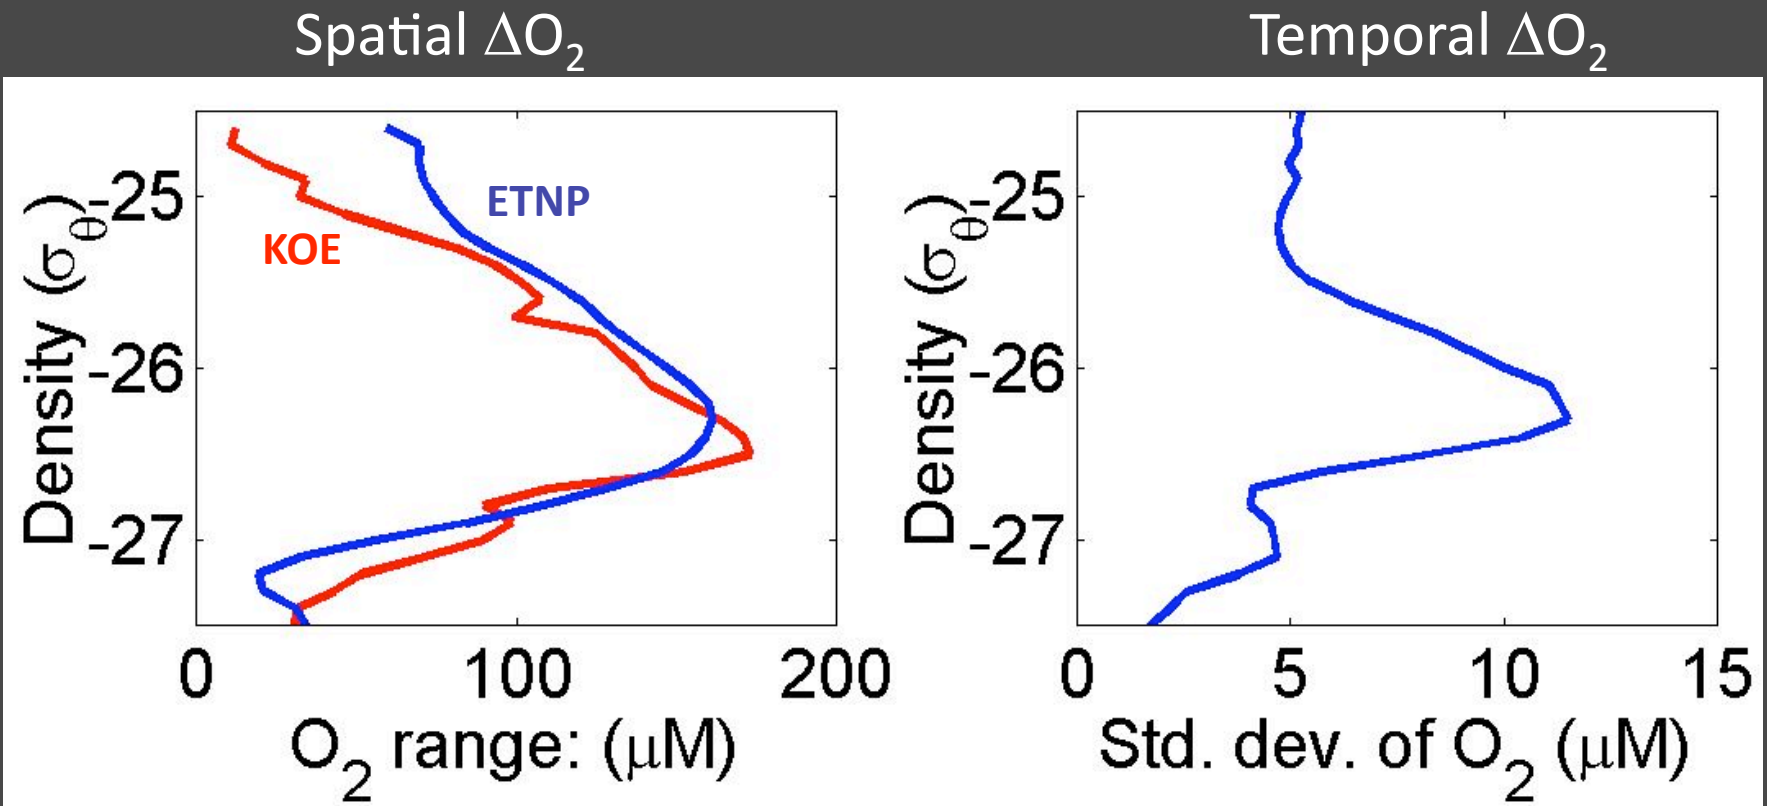 Spatial ΔO₂
Temporal ΔO₂
Density (σθ)
-25
-26
-27
ETNP
KOE
0 100 200
O₂ range: (μM)
Density (σθ)
-25
-26
-27
0 5 10 15
Std. dev. of O₂ (μM)